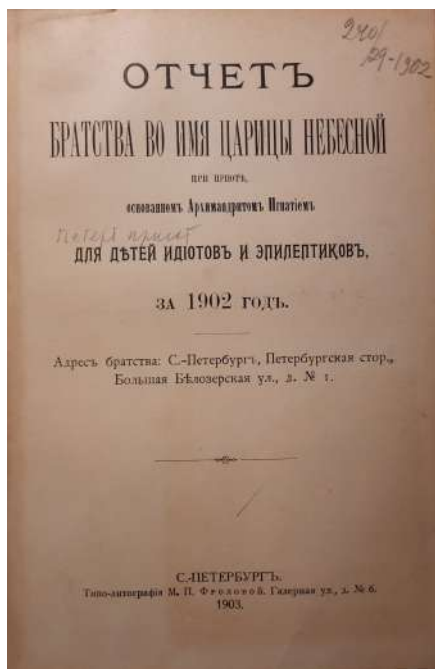 240/
29-1902
ОТЧЕТЪ
БРАТСТВА ВО ИМЯ ЦАРИЦЫ НЕБЕСНОЙ
ПРИ ПРІЮТѢ,
основанномъ Архимандритомъ Игнатіемъ
ДЛЯ ДѢТЕЙ ИДІОТОВЪ И ЭПИЛЕПТИКОВЪ,
ЗА 1902 ГОДЪ.
Адресъ братства: С.-Петербургъ, Петербургская стор.,
Большая Бѣлозерская ул., д. № 1.
С.-ПЕТЕРБУРГЪ.
Типо-литографія М. П. Фроловой. Галерная ул., д. № 6.
1903.